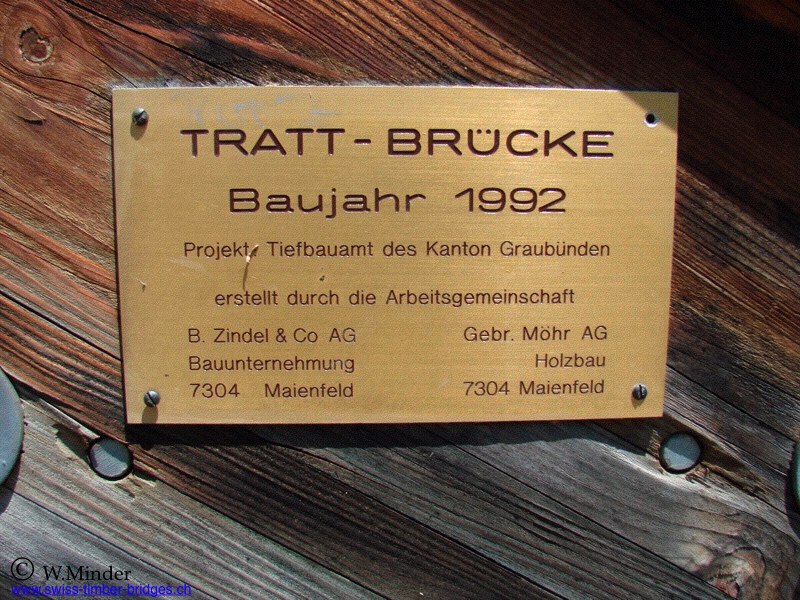 TRATT-BRÜCKE
Baujahr 1992
Projekt: Tiefbauamt des Kanton Graubünden
erstellt durch die Arbeitsgemeinschaft
B. Zindel & Co AG
Bauunternehmung
7304 Maienfeld
Gebr. Möhr AG
Holzbau
7304 Maienfeld
© W.Minder
www.swiss-timber-bridges.ch